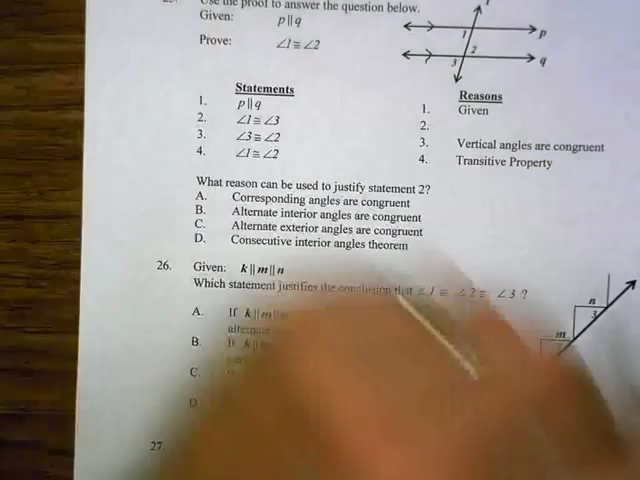 Use the proof to answer the question below.
Given: p ∥ q
Prove: ∠1 ≅ ∠2
r
p
q
1
2
3
Statements
1. p ∥ q
2. ∠1 ≅ ∠3
3. ∠3 ≅ ∠2
4. ∠1 ≅ ∠2
Reasons
1. Given
2.
3. Vertical angles are congruent
4. Transitive Property
What reason can be used to justify statement 2?
A. Corresponding angles are congruent
B. Alternate interior angles are congruent
C. Alternate exterior angles are congruent
D. Consecutive interior angles theorem
26. Given: k ∥ m ∥ n
Which statement justifies the conclusion that ∠1 ≅ ∠2 ≅ ∠3 ?
n
3
m
A. If k ∥ m
alternate
B. If k ∥
C.
D.
27